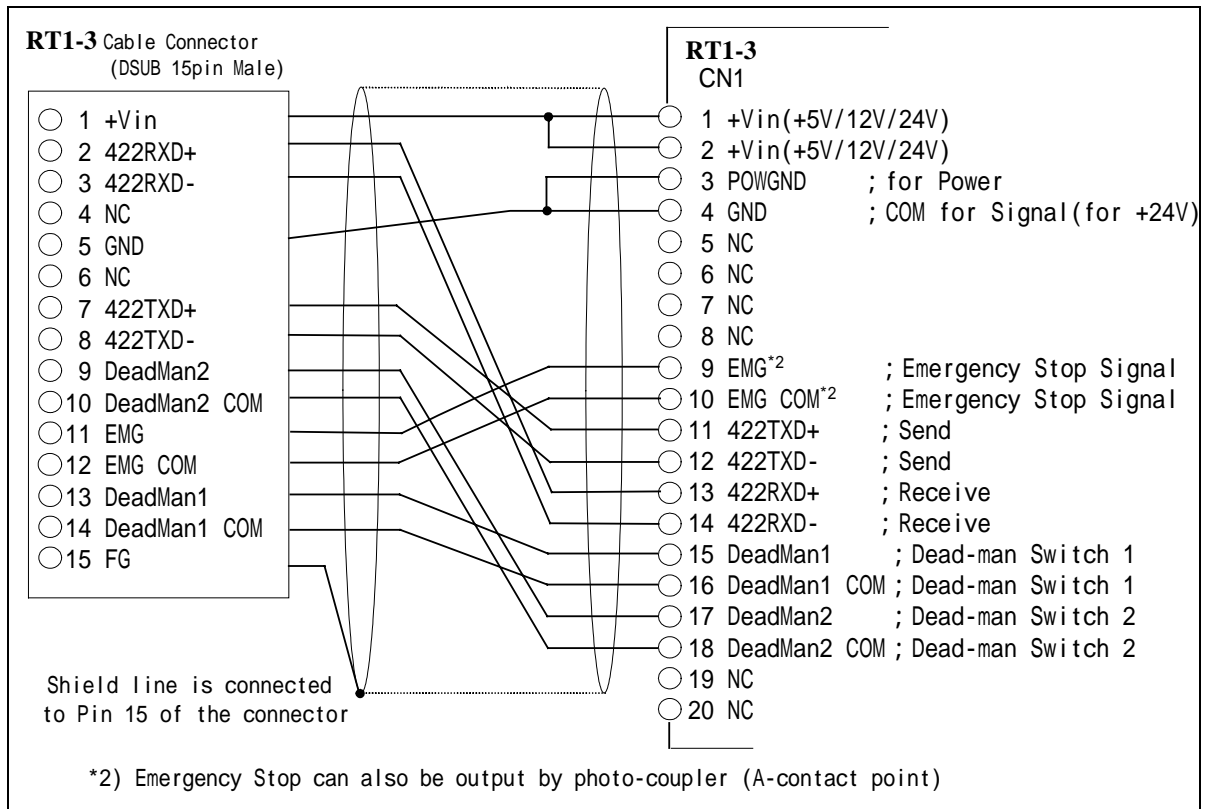 RT1-3 Cable Connector
(DSUB 15pin Male)
1 +Vin
2 422RXD+
3 422RXD-
4 NC
5 GND
6 NC
7 422TXD+
8 422TXD-
9 DeadMan2
10 DeadMan2 COM
11 EMG
12 EMG COM
13 DeadMan1
14 DeadMan1 COM
15 FG
Shield line is connected
to Pin 15 of the connector
RT1-3
CN1
1 +Vin(+5V/12V/24V)
2 +Vin(+5V/12V/24V)
3 POWGND ; for Power
4 GND ; COM for Signal(for +24V)
5 NC
6 NC
7 NC
8 NC
9 EMG*2 ; Emergency Stop Signal
10 EMG COM*2 ; Emergency Stop Signal
11 422TXD+ ; Send
12 422TXD- ; Send
13 422RXD+ ; Receive
14 422RXD- ; Receive
15 DeadMan1 ; Dead-man Switch 1
16 DeadMan1 COM ; Dead-man Switch 1
17 DeadMan2 ; Dead-man Switch 2
18 DeadMan2 COM ; Dead-man Switch 2
19 NC
20 NC
*2) Emergency Stop can also be output by photo-coupler (A-contact point)